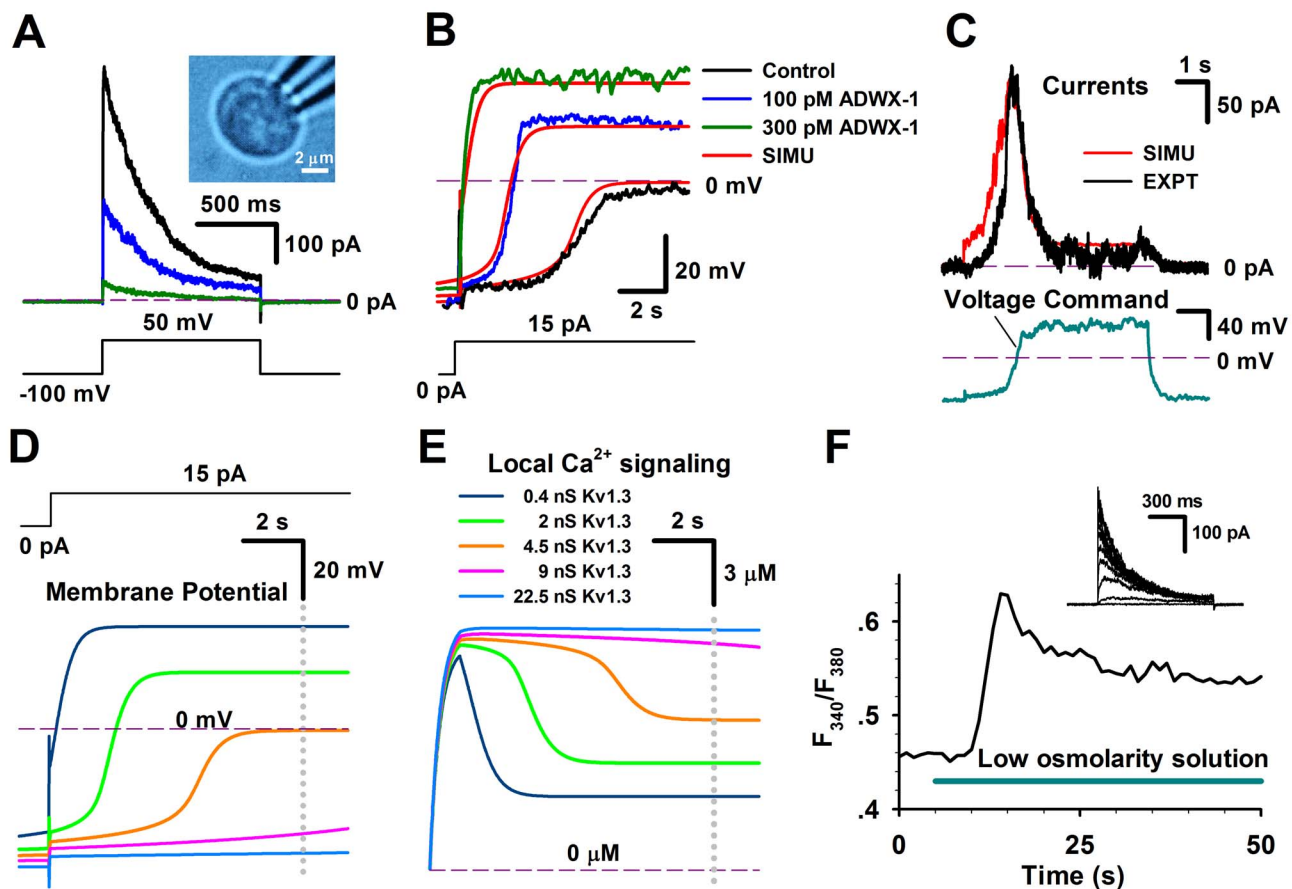 A
2 μm
500 ms
100 pA
0 pA
50 mV
-100 mV
B
Control
100 pM ADWX-1
300 pM ADWX-1
SIMU
0 mV
20 mV
2 s
15 pA
0 pA
C
1 s
Currents
50 pA
SIMU
EXPT
0 pA
Voltage Command
40 mV
0 mV
D
15 pA
2 s
0 pA
20 mV
Membrane Potential
0 mV
E
Local Ca2+ signaling
0.4 nS Kv1.3
2 nS Kv1.3
4.5 nS Kv1.3
9 nS Kv1.3
22.5 nS Kv1.3
2 s
3 μM
0 μM
F
300 ms
100 pA
.6
.5
.4
F340/F380
Low osmolarity solution
0 25 50
Time (s)